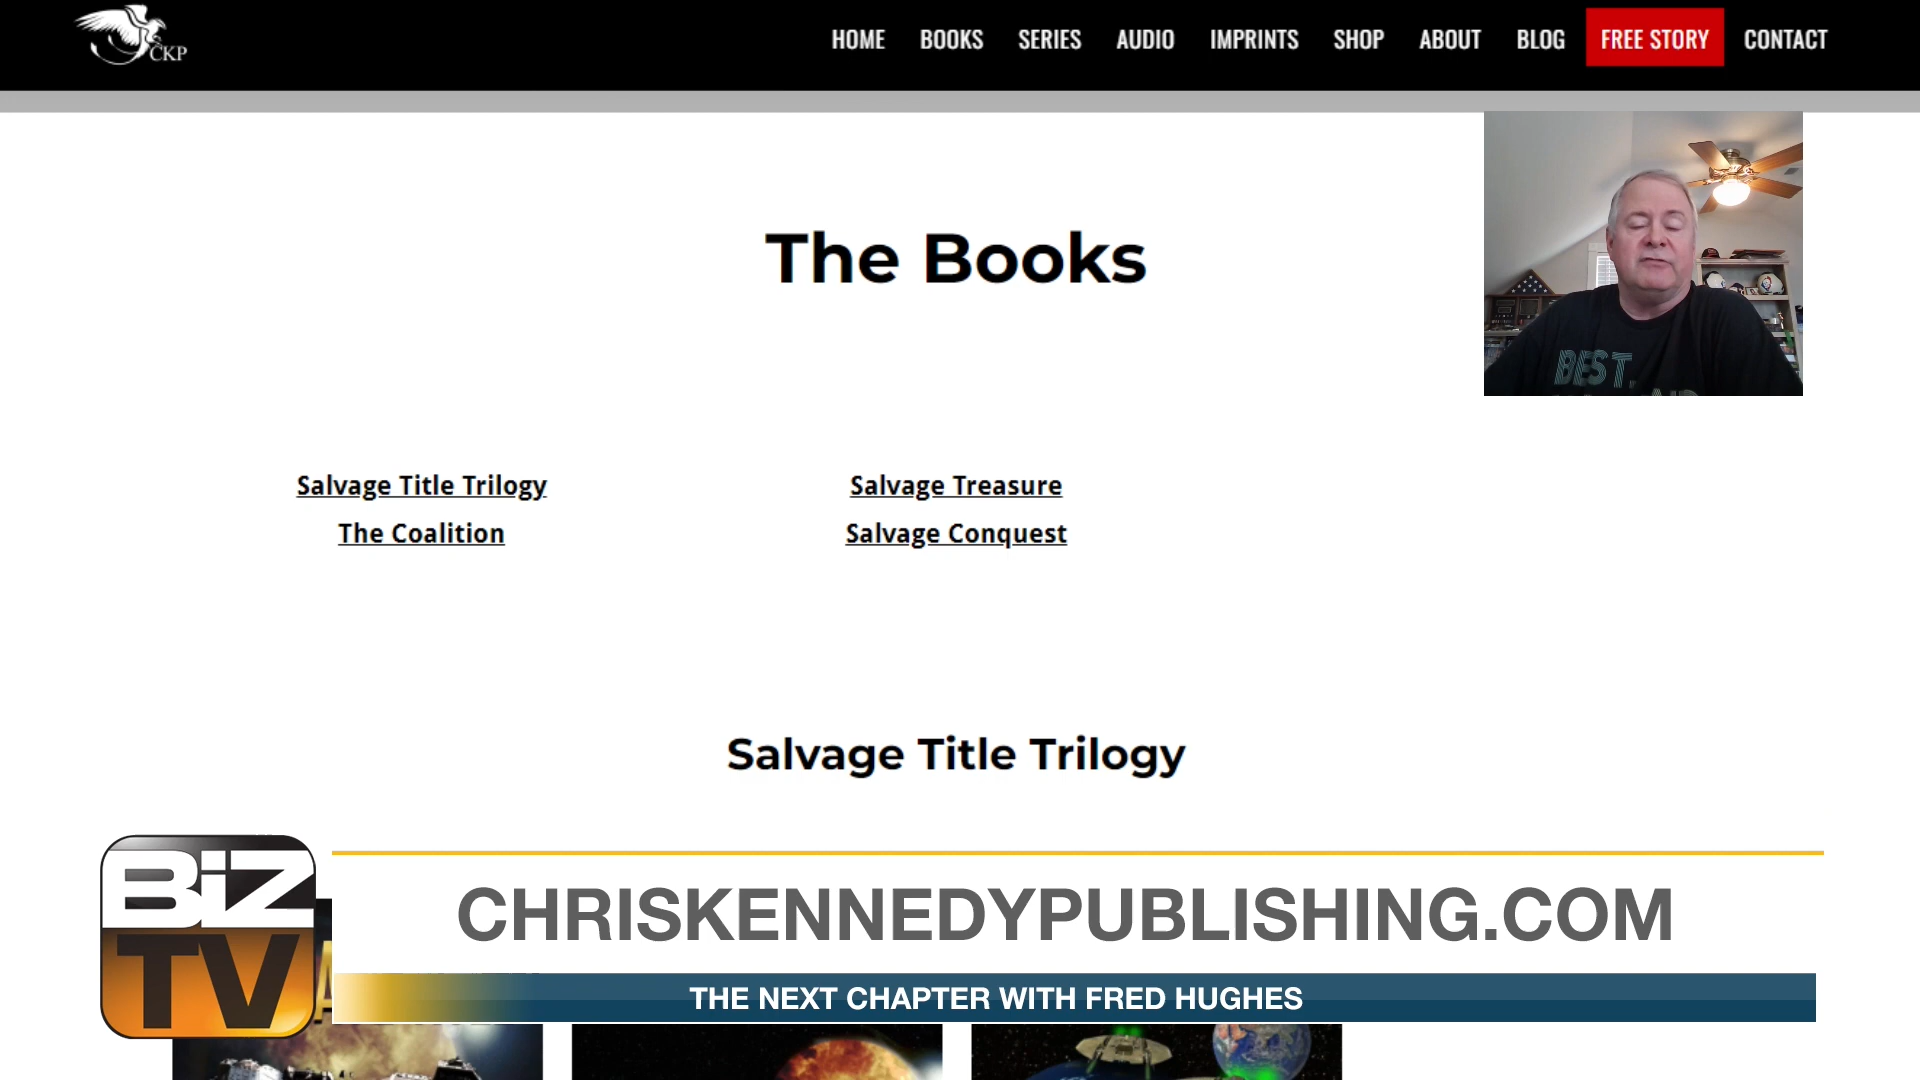 CKP
HOME BOOKS SERIES AUDIO IMPRINTS SHOP ABOUT BLOG FREE STORY CONTACT
The Books
BEST.
Salvage Title Trilogy
Salvage Treasure
The Coalition
Salvage Conquest
Salvage Title Trilogy
BiZ
TV
CHRISKENNEDYPUBLISHING.COM
THE NEXT CHAPTER WITH FRED HUGHES